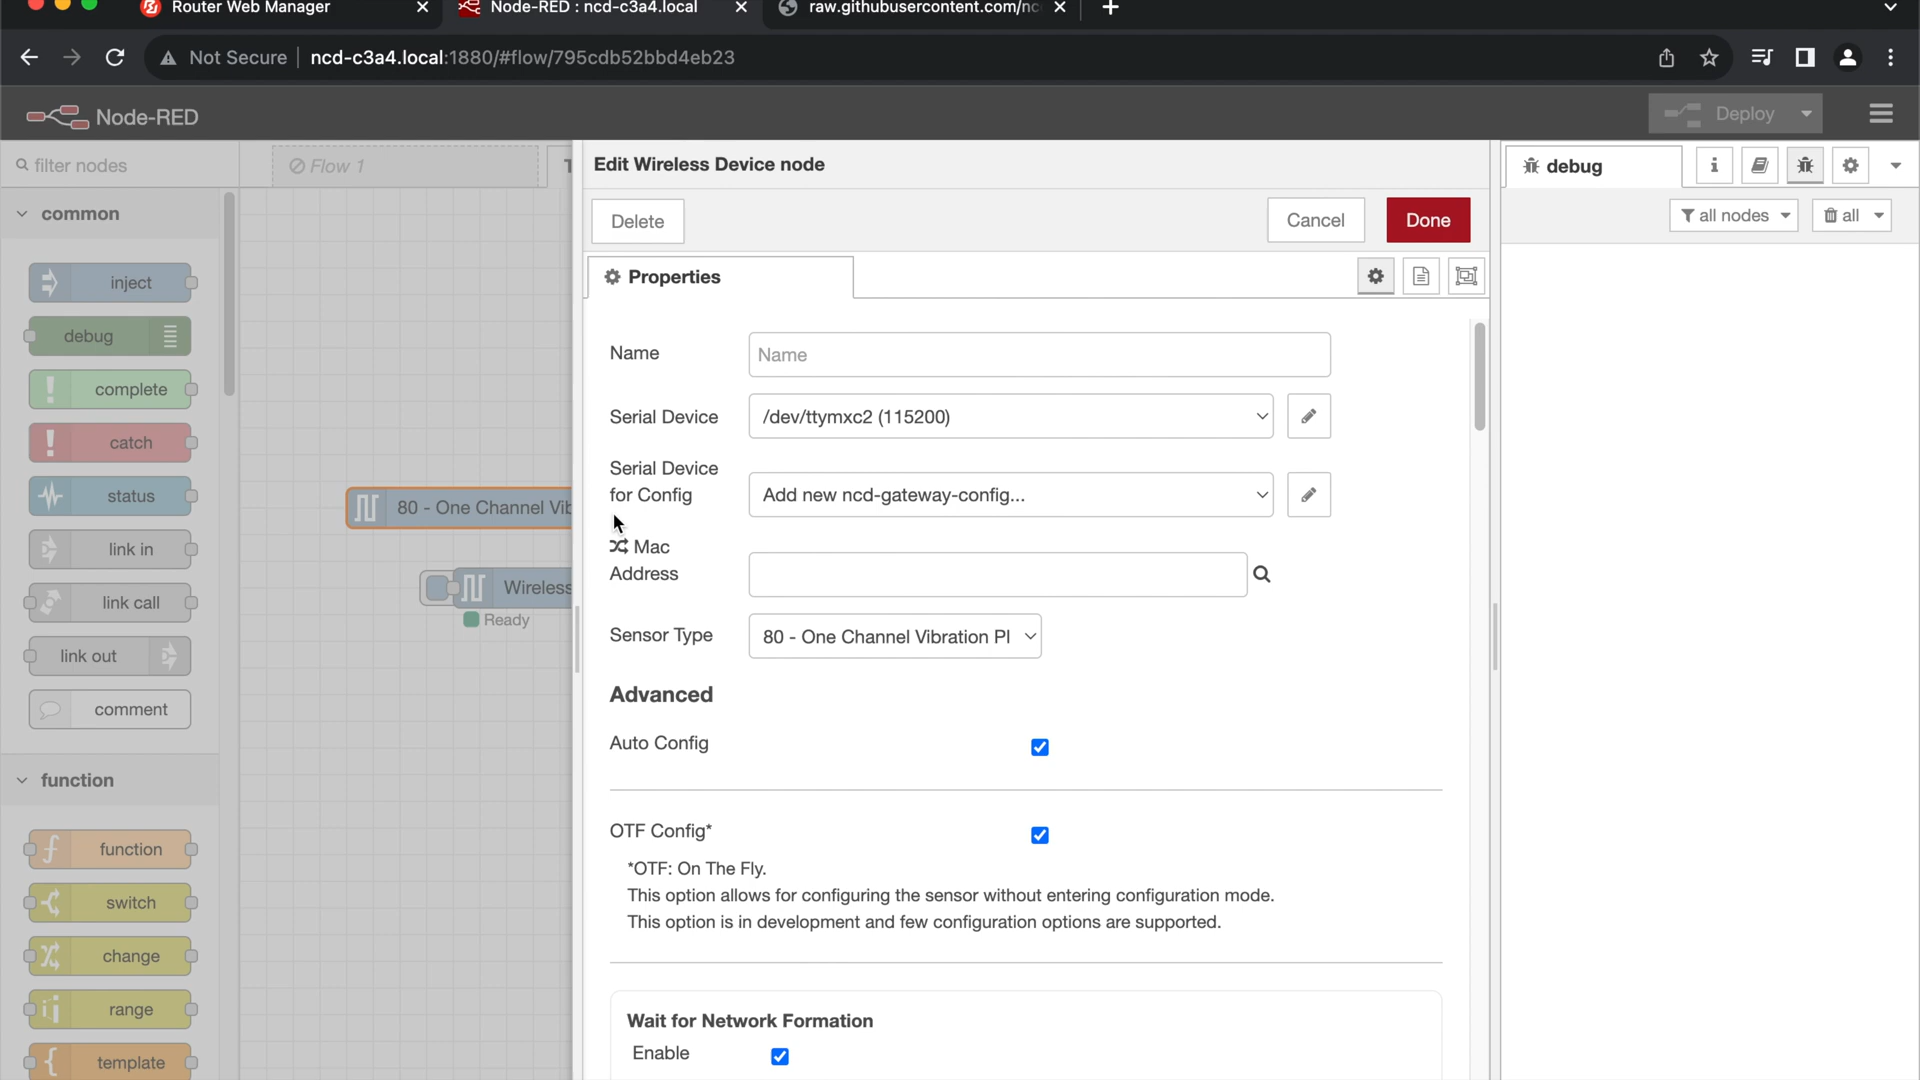 Router Web Manager
Node-RED : ncd-c3a4.local
raw.githubusercontent.com/nc
Not Secure
ncd-c3a4.local:1880/#flow/795cdb52bbd4eb23
Node-RED
Deploy
filter nodes
Flow 1
Edit Wireless Device node
debug
Delete
Cancel
Done
all nodes
all
common
Properties
inject
debug
complete
catch
status
link in
link call
link out
comment
function
function
switch
change
range
template
80 - One Channel Vib
Wireless
Ready
Name
Name
Serial Device
/dev/ttymxc2 (115200)
Serial Device
for Config
Add new ncd-gateway-config...
Mac
Address
Sensor Type
80 - One Channel Vibration Pl
Advanced
Auto Config
OTF Config*
*OTF: On The Fly.
This option allows for configuring the sensor without entering configuration mode.
This option is in development and few configuration options are supported.
Wait for Network Formation
Enable